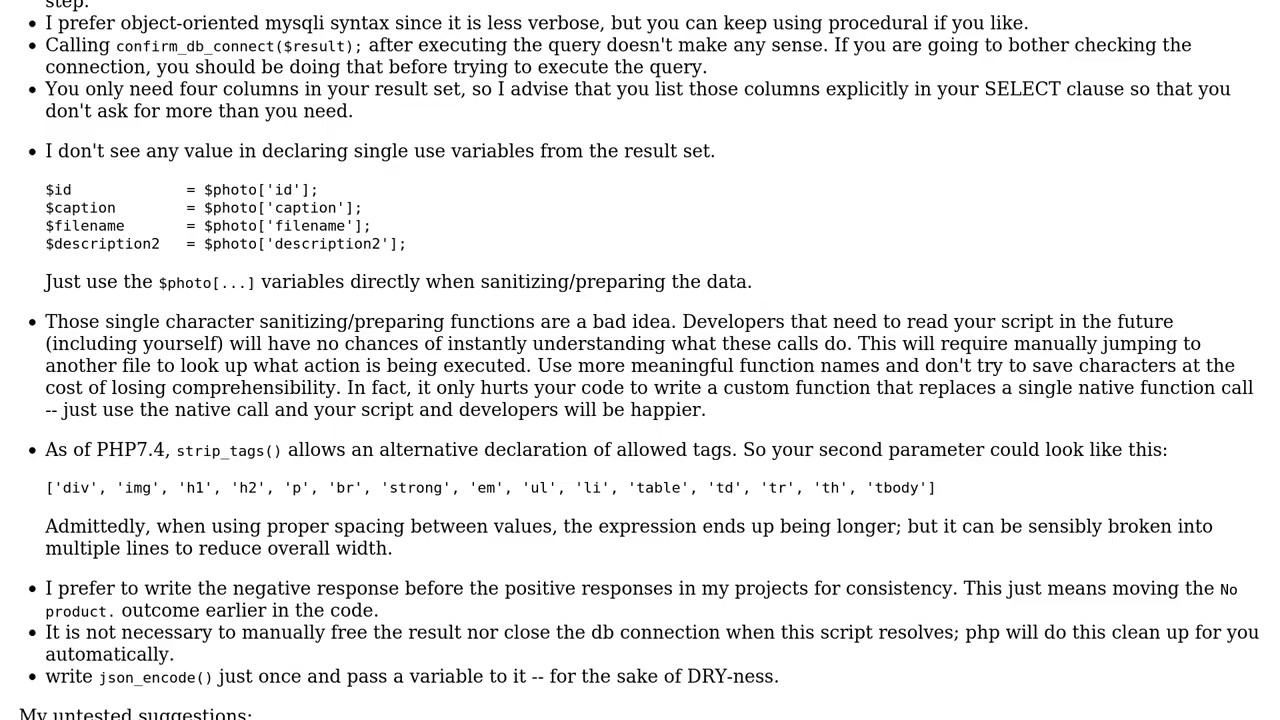 step.
• I prefer object-oriented mysqli syntax since it is less verbose, but you can keep using procedural if you like.
• Calling confirm_db_connect($result); after executing the query doesn't make any sense. If you are going to bother checking the
connection, you should be doing that before trying to execute the query.
• You only need four columns in your result set, so I advise that you list those columns explicitly in your SELECT clause so that you
don't ask for more than you need.
• I don't see any value in declaring single use variables from the result set.
$id             = $photo['id'];
$caption        = $photo['caption'];
$filename       = $photo['filename'];
$description2   = $photo['description2'];
Just use the $photo[...] variables directly when sanitizing/preparing the data.
• Those single character sanitizing/preparing functions are a bad idea. Developers that need to read your script in the future
(including yourself) will have no chances of instantly understanding what these calls do. This will require manually jumping to
another file to look up what action is being executed. Use more meaningful function names and don't try to save characters at the
cost of losing comprehensibility. In fact, it only hurts your code to write a custom function that replaces a single native function call
-- just use the native call and your script and developers will be happier.
• As of PHP7.4, strip_tags() allows an alternative declaration of allowed tags. So your second parameter could look like this:
['div', 'img', 'h1', 'h2', 'p', 'br', 'strong', 'em', 'ul', 'li', 'table', 'td', 'tr', 'th', 'tbody']
Admittedly, when using proper spacing between values, the expression ends up being longer; but it can be sensibly broken into
multiple lines to reduce overall width.
• I prefer to write the negative response before the positive responses in my projects for consistency. This just means moving the No
product. outcome earlier in the code.
• It is not necessary to manually free the result nor close the db connection when this script resolves; php will do this clean up for you
automatically.
• write json_encode() just once and pass a variable to it -- for the sake of DRY-ness.
My untested suggestions: